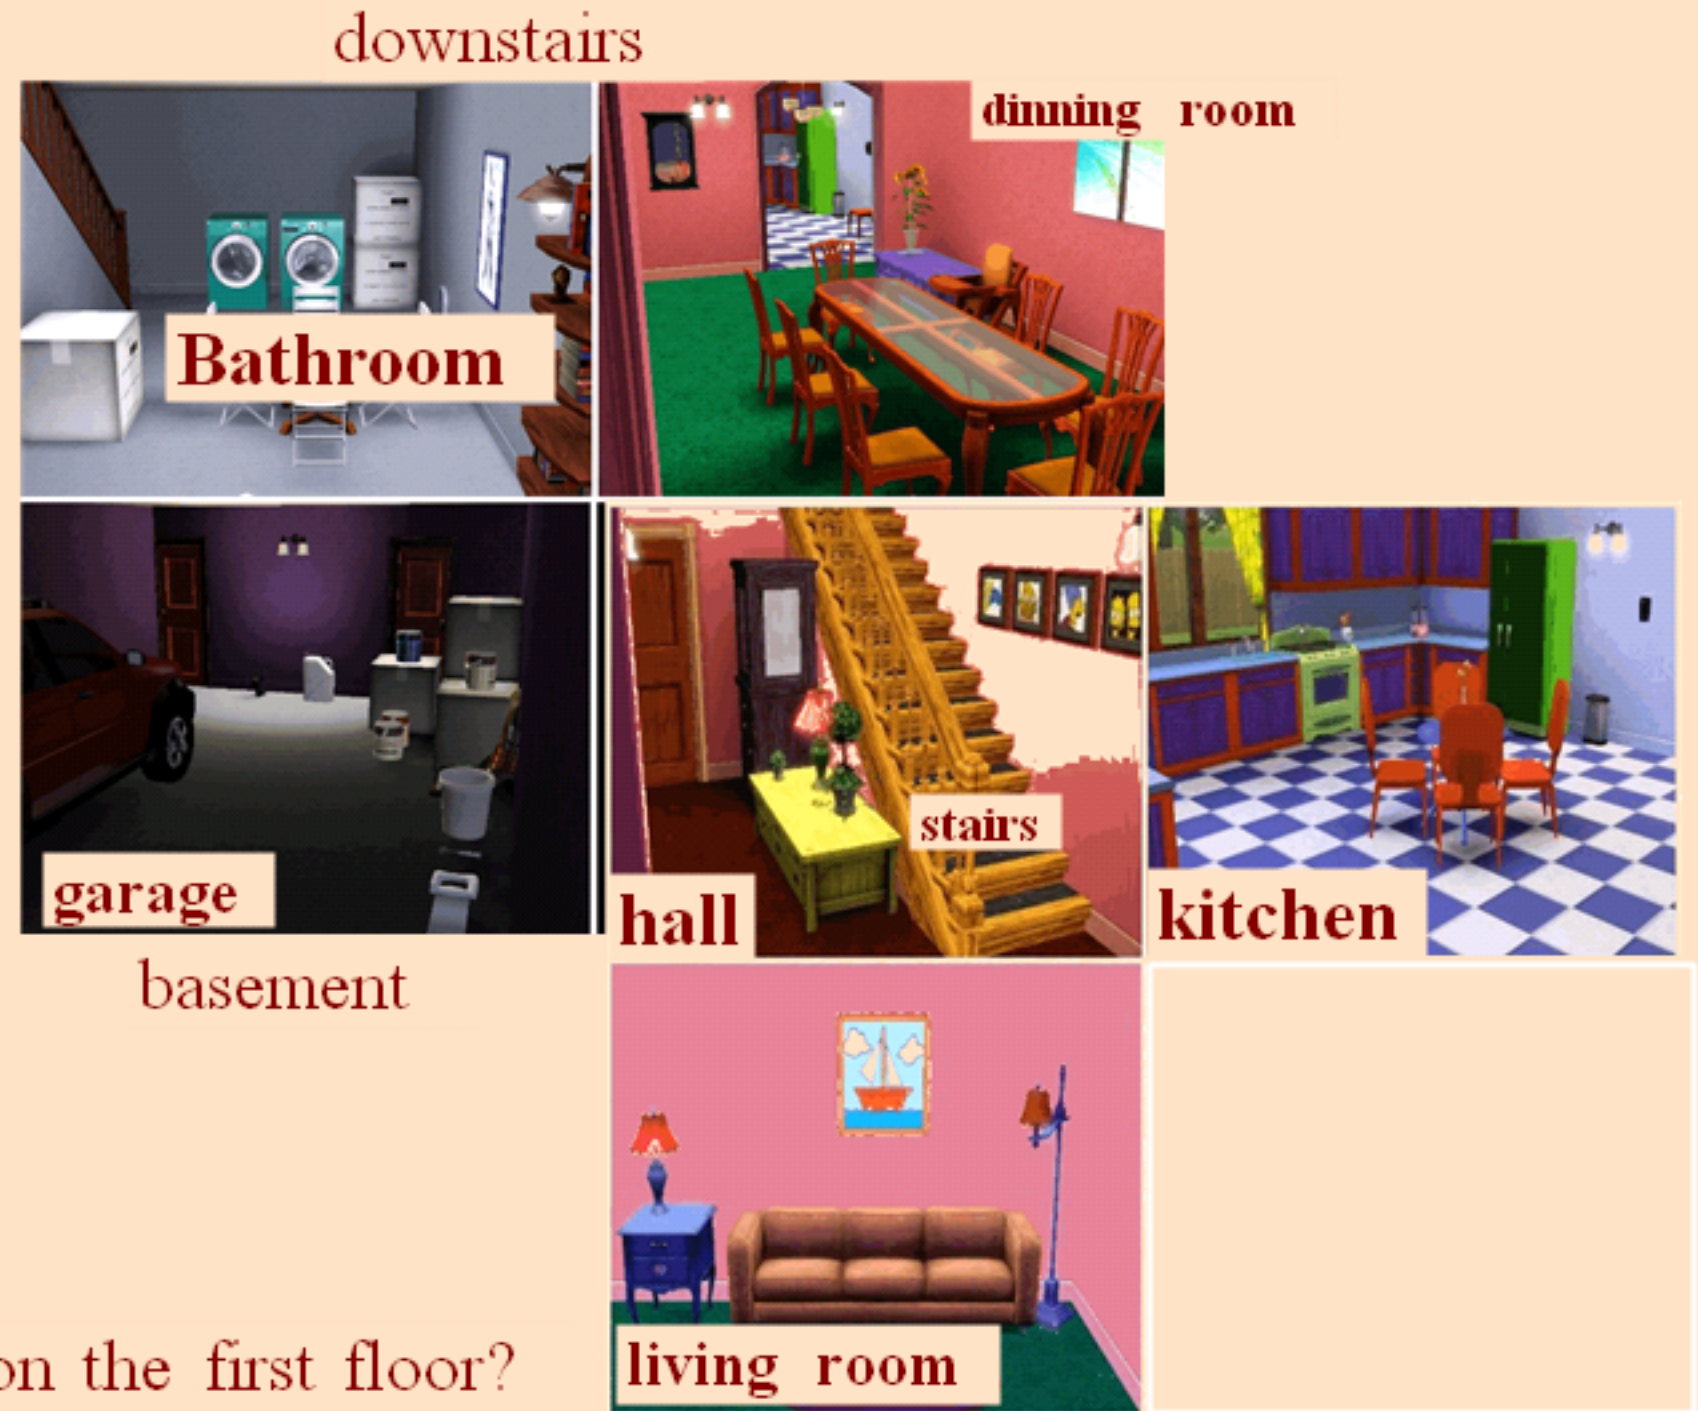 downstairs
dinning room
Bathroom
stairs
garage
hall
kitchen
basement
on the first floor?
living room